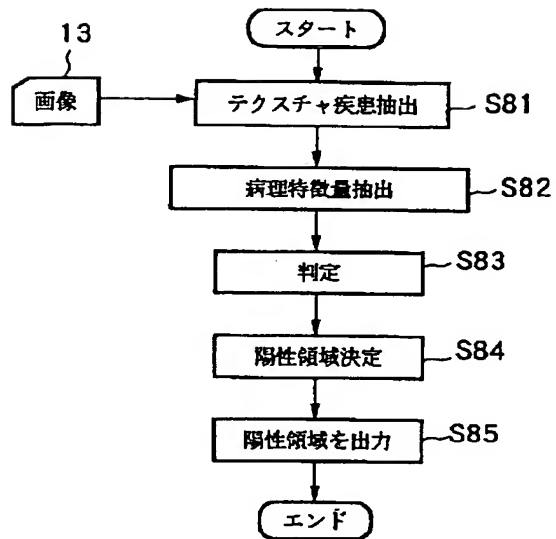 スタート
13
画像
テクスチャ疾患抽出
S81
病理特徴量抽出
S82
判定
S83
陽性領域決定
S84
陽性領域を出力
S85
エンド